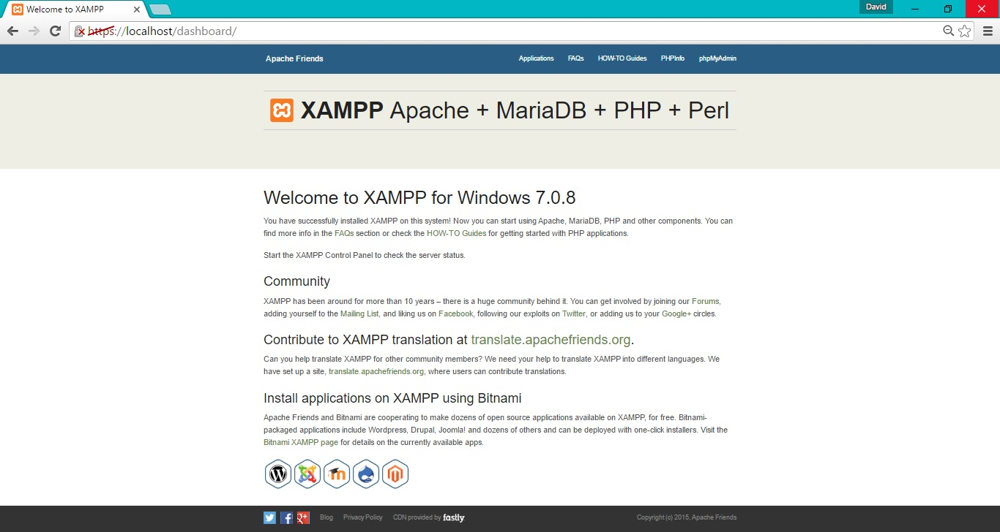 Welcome to XAMPP
David
https://localhost/dashboard/
Apache Friends
Applications
FAQs
HOW-TO Guides
PHPInfo
phpMyAdmin
XAMPP Apache + MariaDB + PHP + Perl
Welcome to XAMPP for Windows 7.0.8
You have successfully installed XAMPP on this system! Now you can start using Apache, MariaDB, PHP and other components. You can
find more info in the FAQs section or check the HOW-TO Guides for getting started with PHP applications.
Start the XAMPP Control Panel to check the server status.
Community
XAMPP has been around for more than 10 years – there is a huge community behind it. You can get involved by joining our Forums,
adding yourself to the Mailing List, and liking us on Facebook, following our exploits on Twitter, or adding us to your Google+ circles.
Contribute to XAMPP translation at translate.apachefriends.org.
Can you help translate XAMPP for other community members? We need your help to translate XAMPP into different languages. We
have set up a site, translate.apachefriends.org, where users can contribute translations.
Install applications on XAMPP using Bitnami
Apache Friends and Bitnami are cooperating to make dozens of open source applications available on XAMPP, for free. Bitnami-
packaged applications include Wordpress, Drupal, Joomla! and dozens of others and can be deployed with one-click installers. Visit the
Bitnami XAMPP page for details on the currently available apps.
Blog
Privacy Policy
CDN provided by fastly
Copyright (c) 2015, Apache Friends